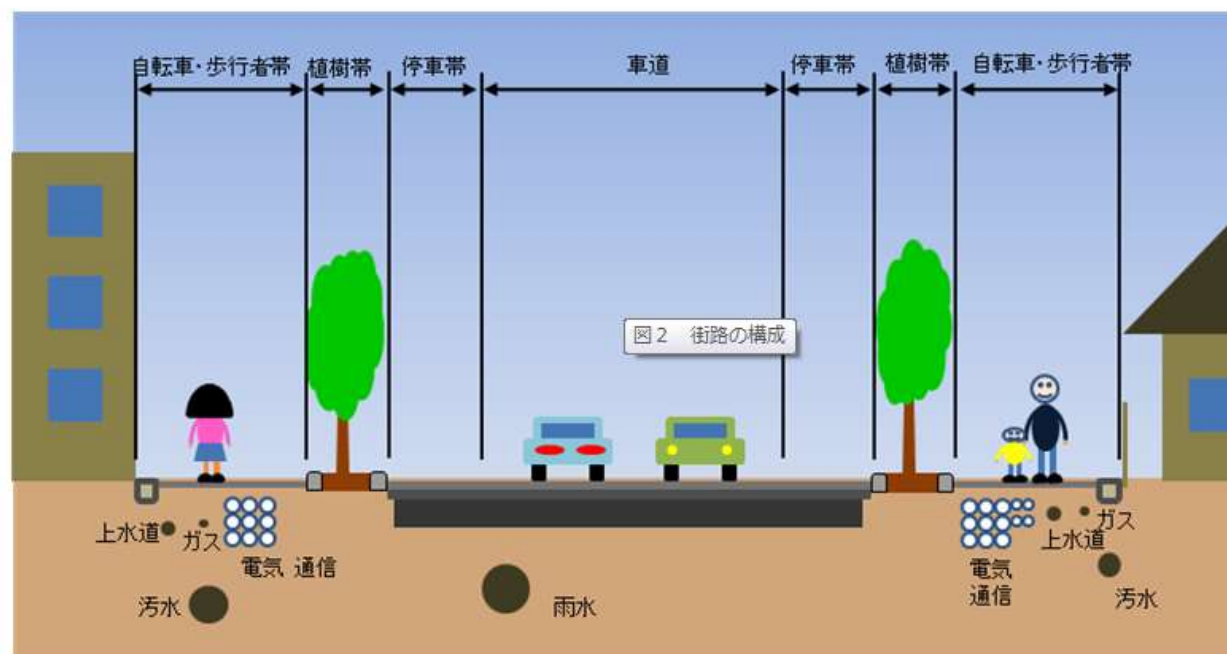 自転車・歩行者帯 植樹帯 停車帯 車道 停車帯 植樹帯 自転車・歩行者帯
図2 街路の構成
上水道 ガス 電気 通信
汚水 雨水
上水道 ガス
電気
通信
汚水